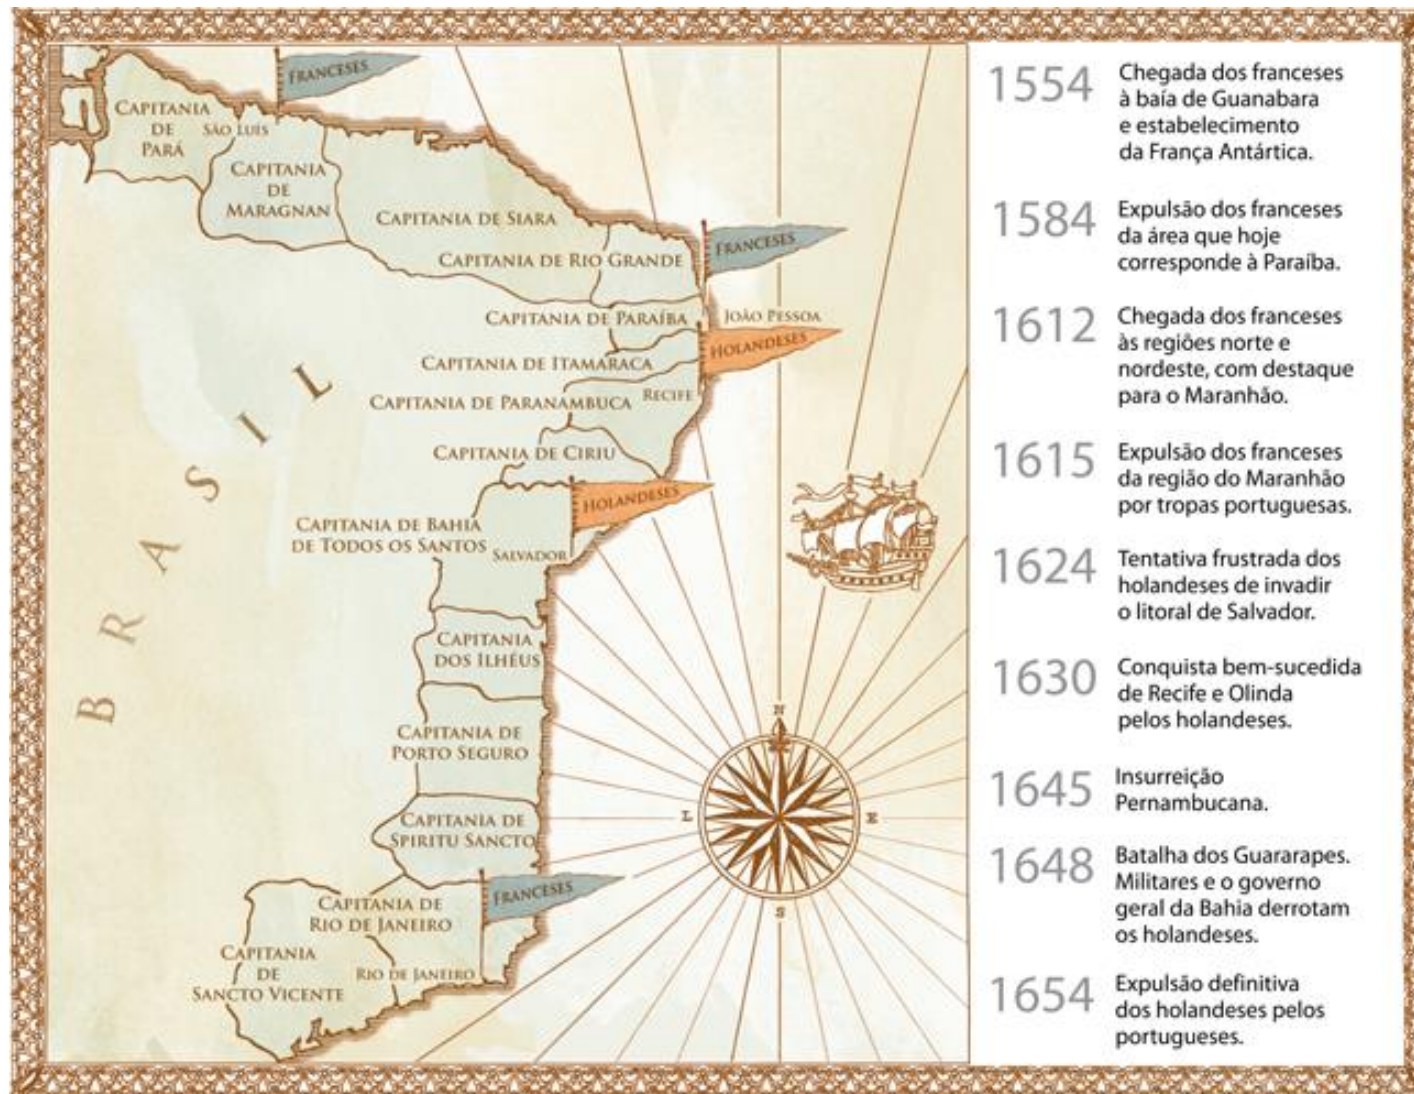 FRANCESES
CAPITANIA
DE
PARÁ
SÃO LUÍS
CAPITANIA
DE
MARAGNAN
CAPITANIA DE SIARA
FRANCESES
CAPITANIA DE RIO GRANDE
CAPITANIA DE PARAÍBA
JOÃO PESSOA
HOLANDESES
CAPITANIA DE ITAMARACA
CAPITANIA DE PARANAMBUCA
RECIFE
CAPITANIA DE CIRIU
HOLANDESES
CAPITANIA DE BAHIA
DE TODOS OS SANTOS
SALVADOR
BRASIL
CAPITANIA
DOS ILHÉUS
CAPITANIA DE
PORTO SEGURO
CAPITANIA DE
SPIRITU SANCTO
FRANCESES
CAPITANIA DE
RIO DE JANEIRO
CAPITANIA
DE
SANCTO VICENTE
RIO DE JANEIRO
N
L
E
S
1554
Chegada dos franceses
à baía de Guanabara
e estabelecimento
da França Antártica.
1584
Expulsão dos franceses
da área que hoje
corresponde à Paraíba.
1612
Chegada dos franceses
às regiões norte e
nordeste, com destaque
para o Maranhão.
1615
Expulsão dos franceses
da região do Maranhão
por tropas portuguesas.
1624
Tentativa frustrada dos
holandeses de invadir
o litoral de Salvador.
1630
Conquista bem-sucedida
de Recife e Olinda
pelos holandeses.
1645
Insurreição
Pernambucana.
1648
Batalha dos Guararapes.
Militares e o governo
geral da Bahia derrotam
os holandeses.
1654
Expulsão definitiva
dos holandeses pelos
portugueses.